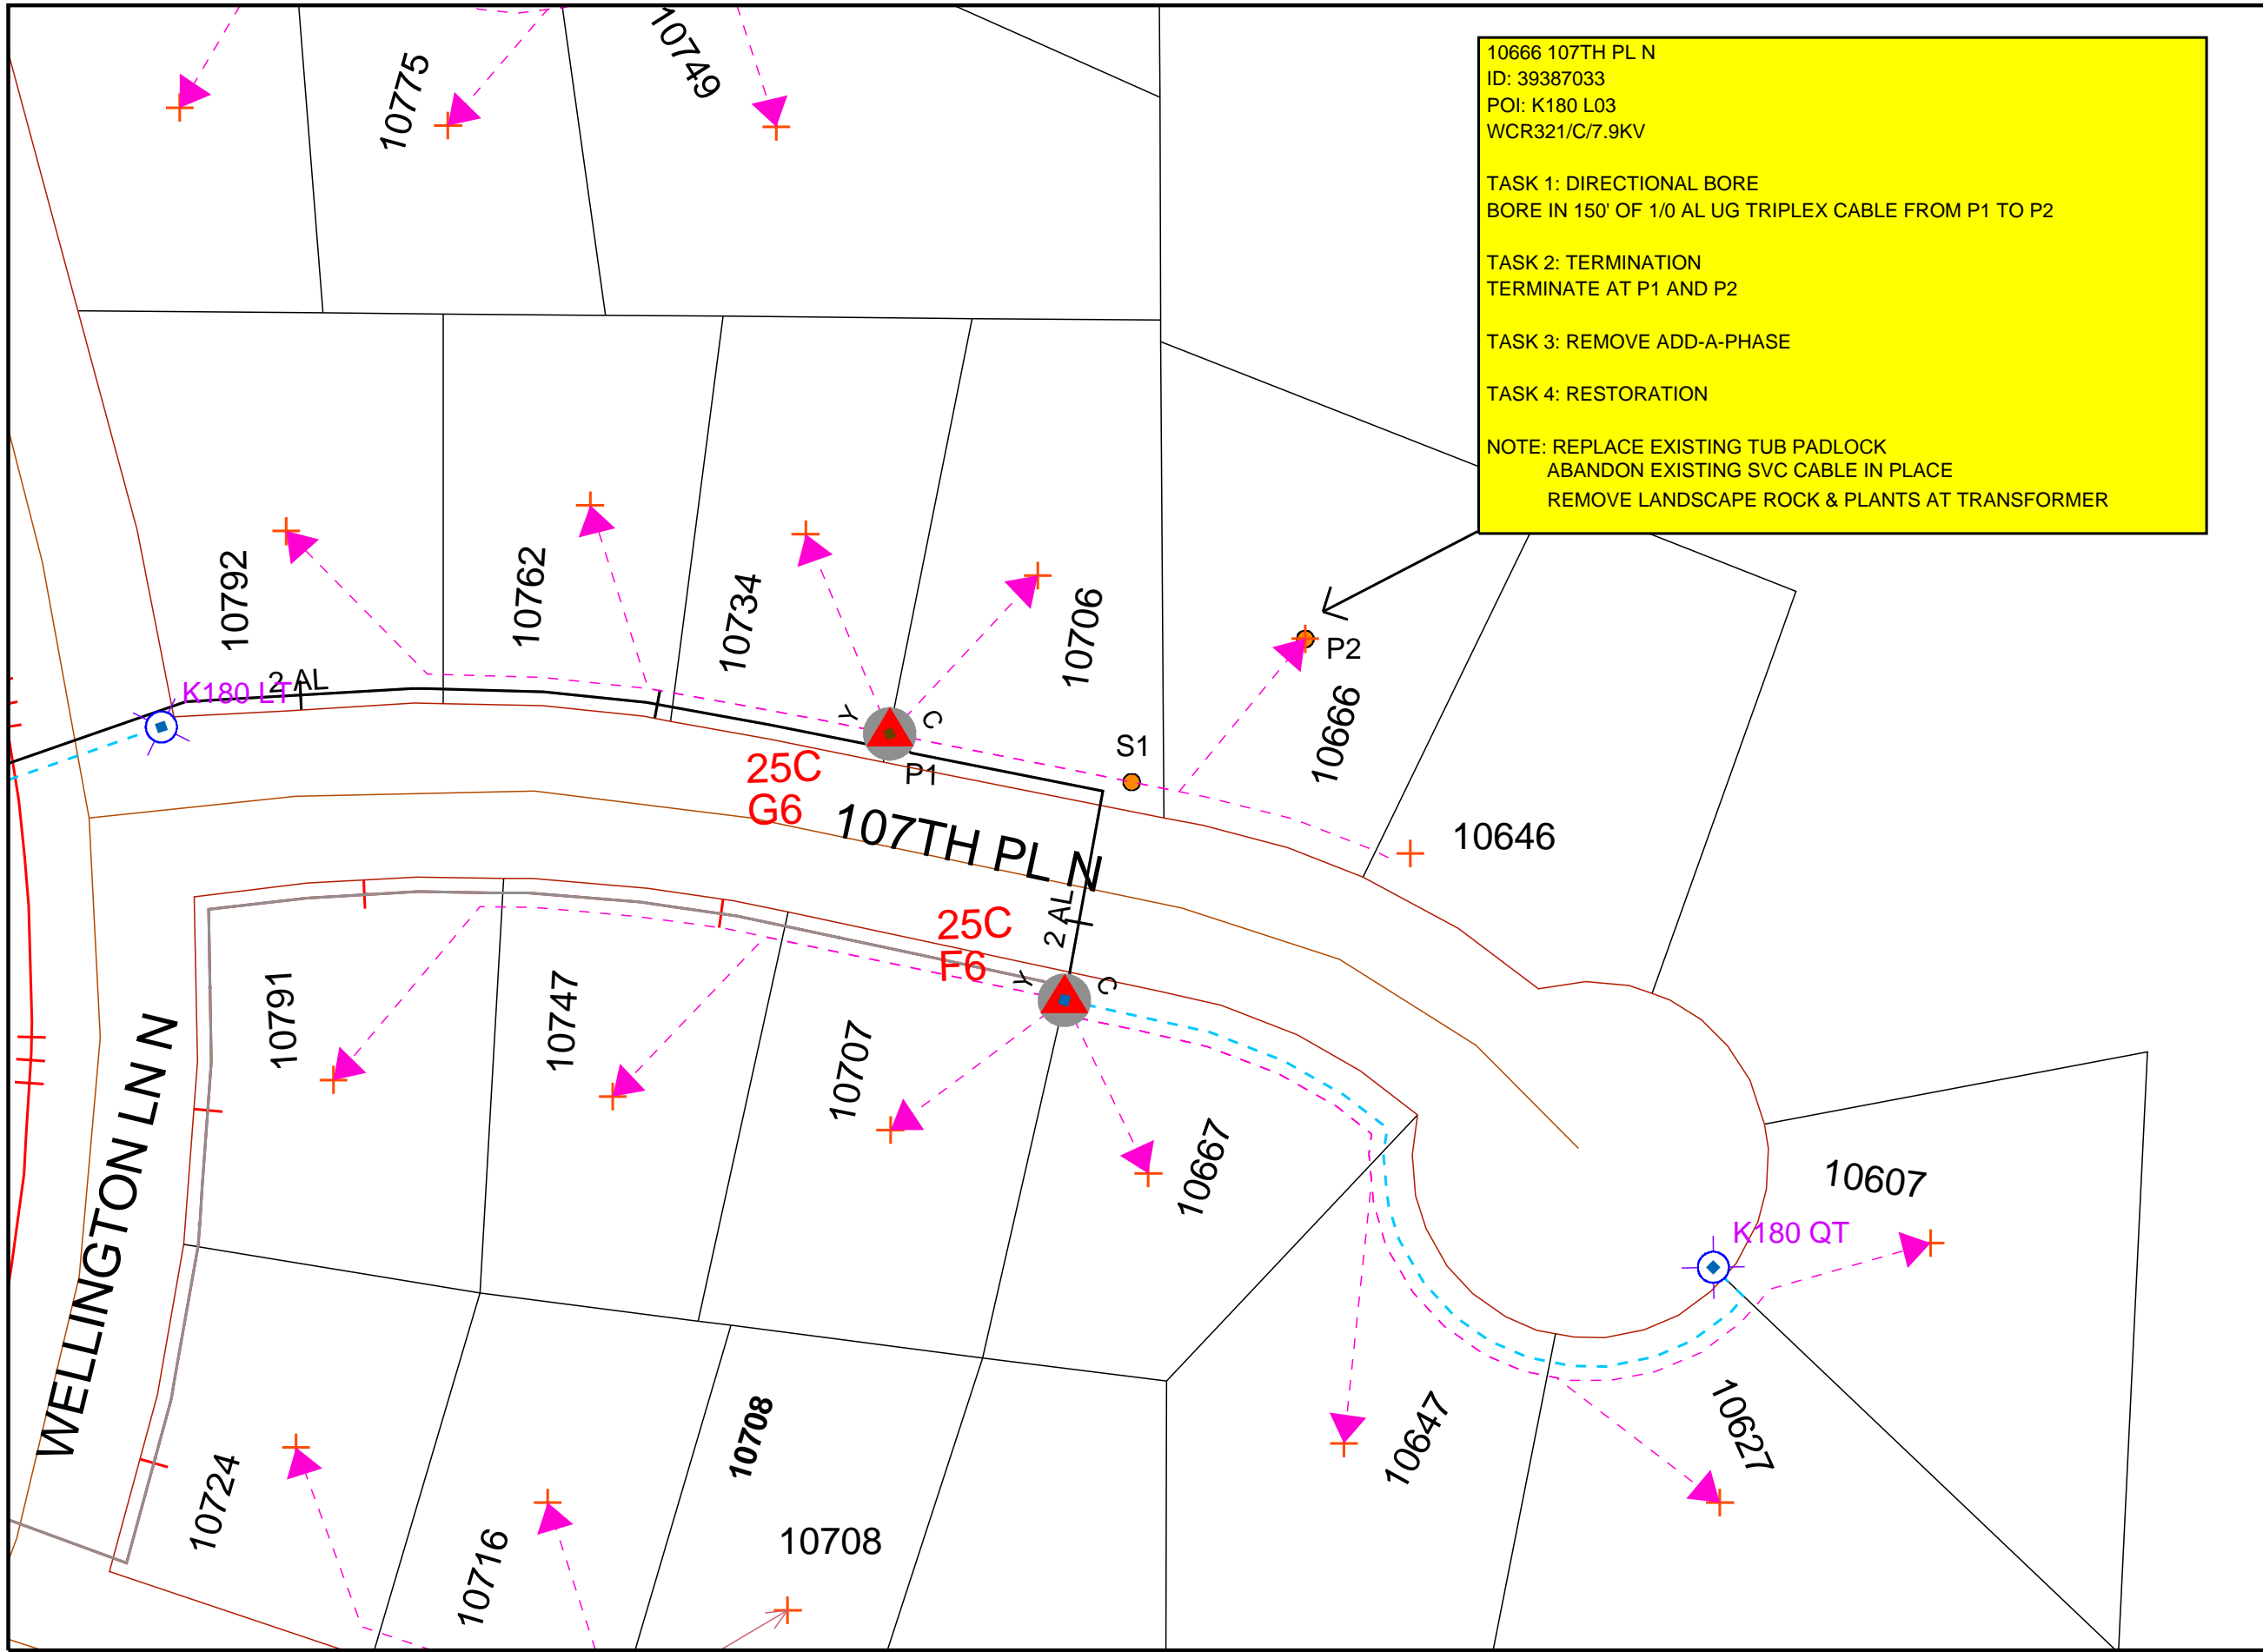 10666 107TH PL N
ID: 39387033
POI: K180 L03
WCR321/C/7.9KV
TASK 1: DIRECTIONAL BORE
BORE IN 150' OF 1/0 AL UG TRIPLEX CABLE FROM P1 TO P2
TASK 2: TERMINATION
TERMINATE AT P1 AND P2
TASK 3: REMOVE ADD-A-PHASE
TASK 4: RESTORATION
NOTE: REPLACE EXISTING TUB PADLOCK
ABANDON EXISTING SVC CABLE IN PLACE
REMOVE LANDSCAPE ROCK & PLANTS AT TRANSFORMER
10775
10749
10792
10762
10734
10706
10666
P2
K180 LT
2 AL
Y
C
S1
P1
25C
G6
107TH PL N
10646
2 AL
25C
F6
Y
C
10791
10747
10707
10667
10607
K180 QT
WELLINGTON LN N
10724
10716
10708
10708
10647
10627